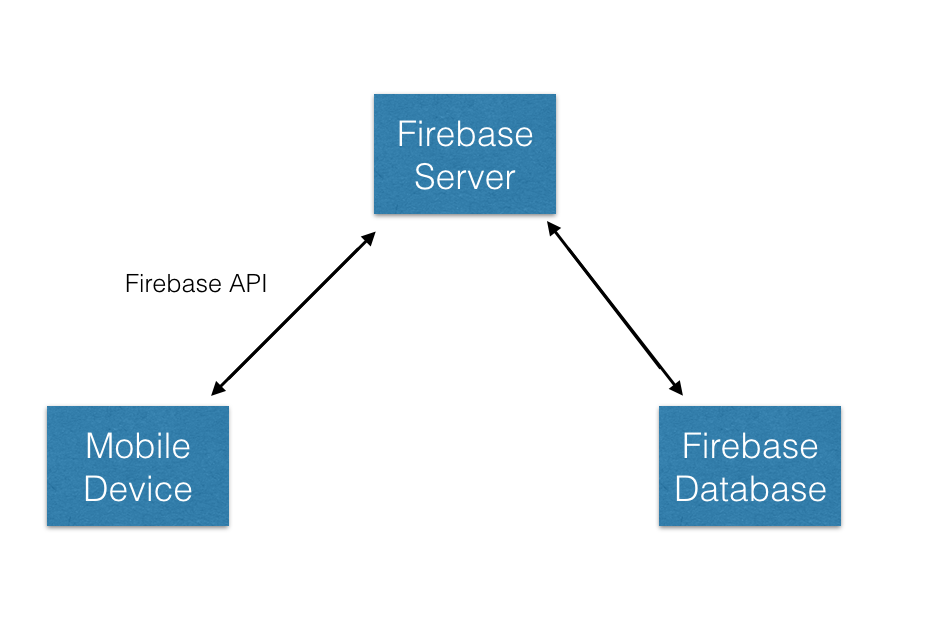 Firebase
Server
Firebase API
Mobile
Device
Firebase
Database